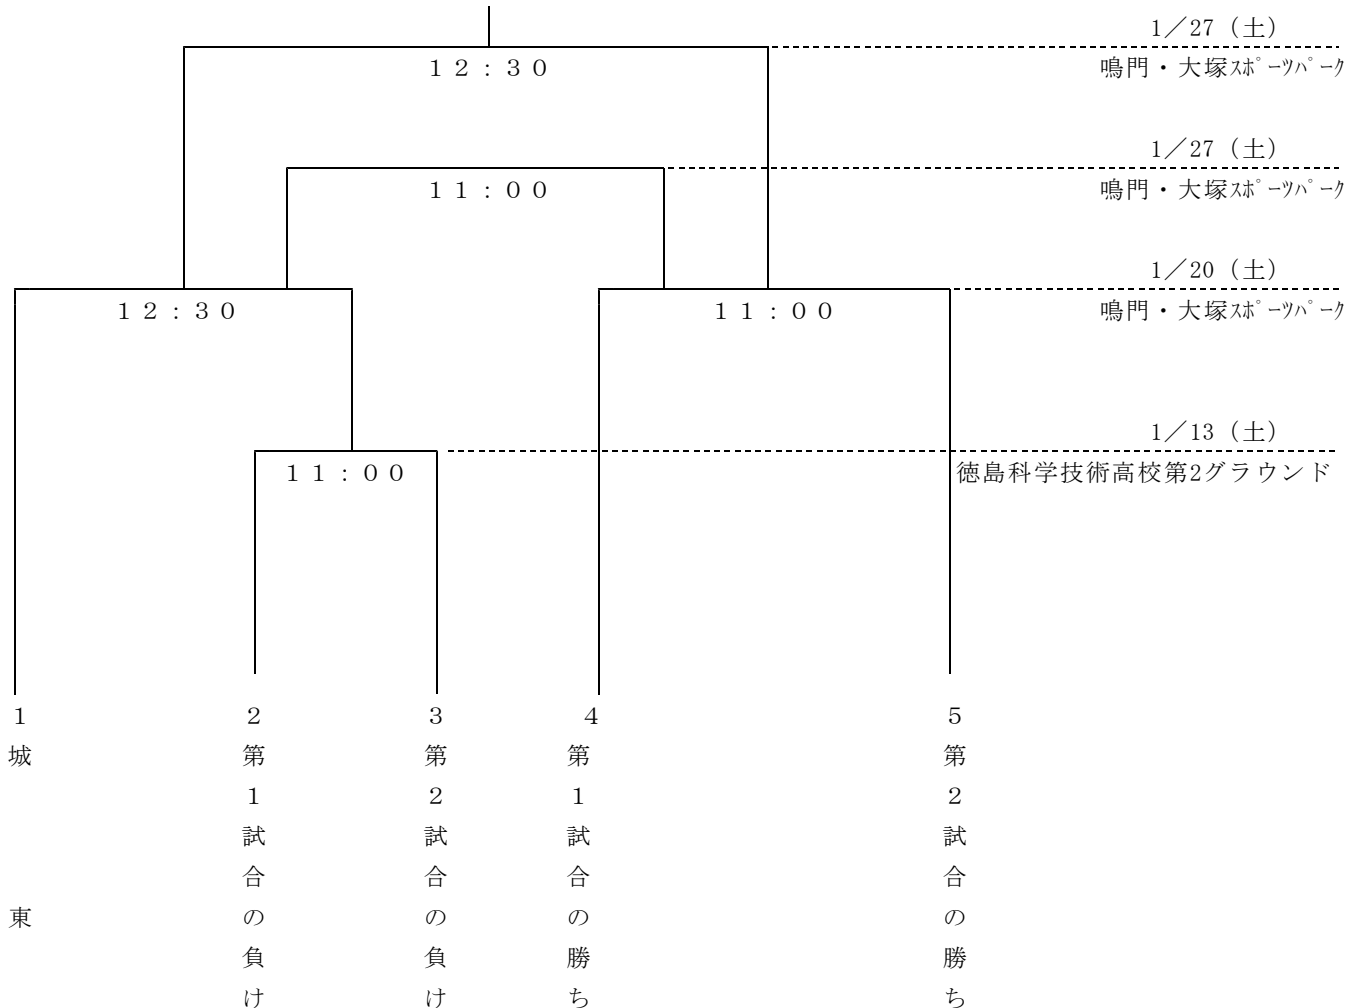 1／27（土）
12：30
鳴門・大塚ｽﾎﾟｰﾂﾊﾟｰｸ
1／27（土）
11：00
鳴門・大塚ｽﾎﾟｰﾂﾊﾟｰｸ
1／20（土）
12：30
11：00
鳴門・大塚ｽﾎﾟｰﾂﾊﾟｰｸ
1／13（土）
11：00
徳島科学技術高校第2グラウンド
1
城東
2
第1試合の負け
3
第2試合の負け
4
第1試合の勝ち
5
第2試合の勝ち